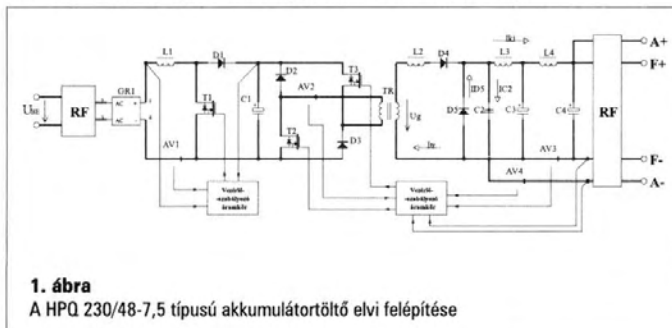 L1
D1
T3
L2
D4
Iki
L3
L4
A+
F+
GR1
D2
AV2
TR
ID5
IC2
RF
AC
AC
T1
C1
D5
C2
C3
C4
RF
UBE
T2
Ug
D3
AV1
AV3
F-
AV4
A-
Vezérlő-
-szabályozó
áramkör
Vezérlő-
-szabályozó
áramkör
1. ábra
A HPQ 230/48-7,5 típusú akkumulátortöltő elvi felépítése